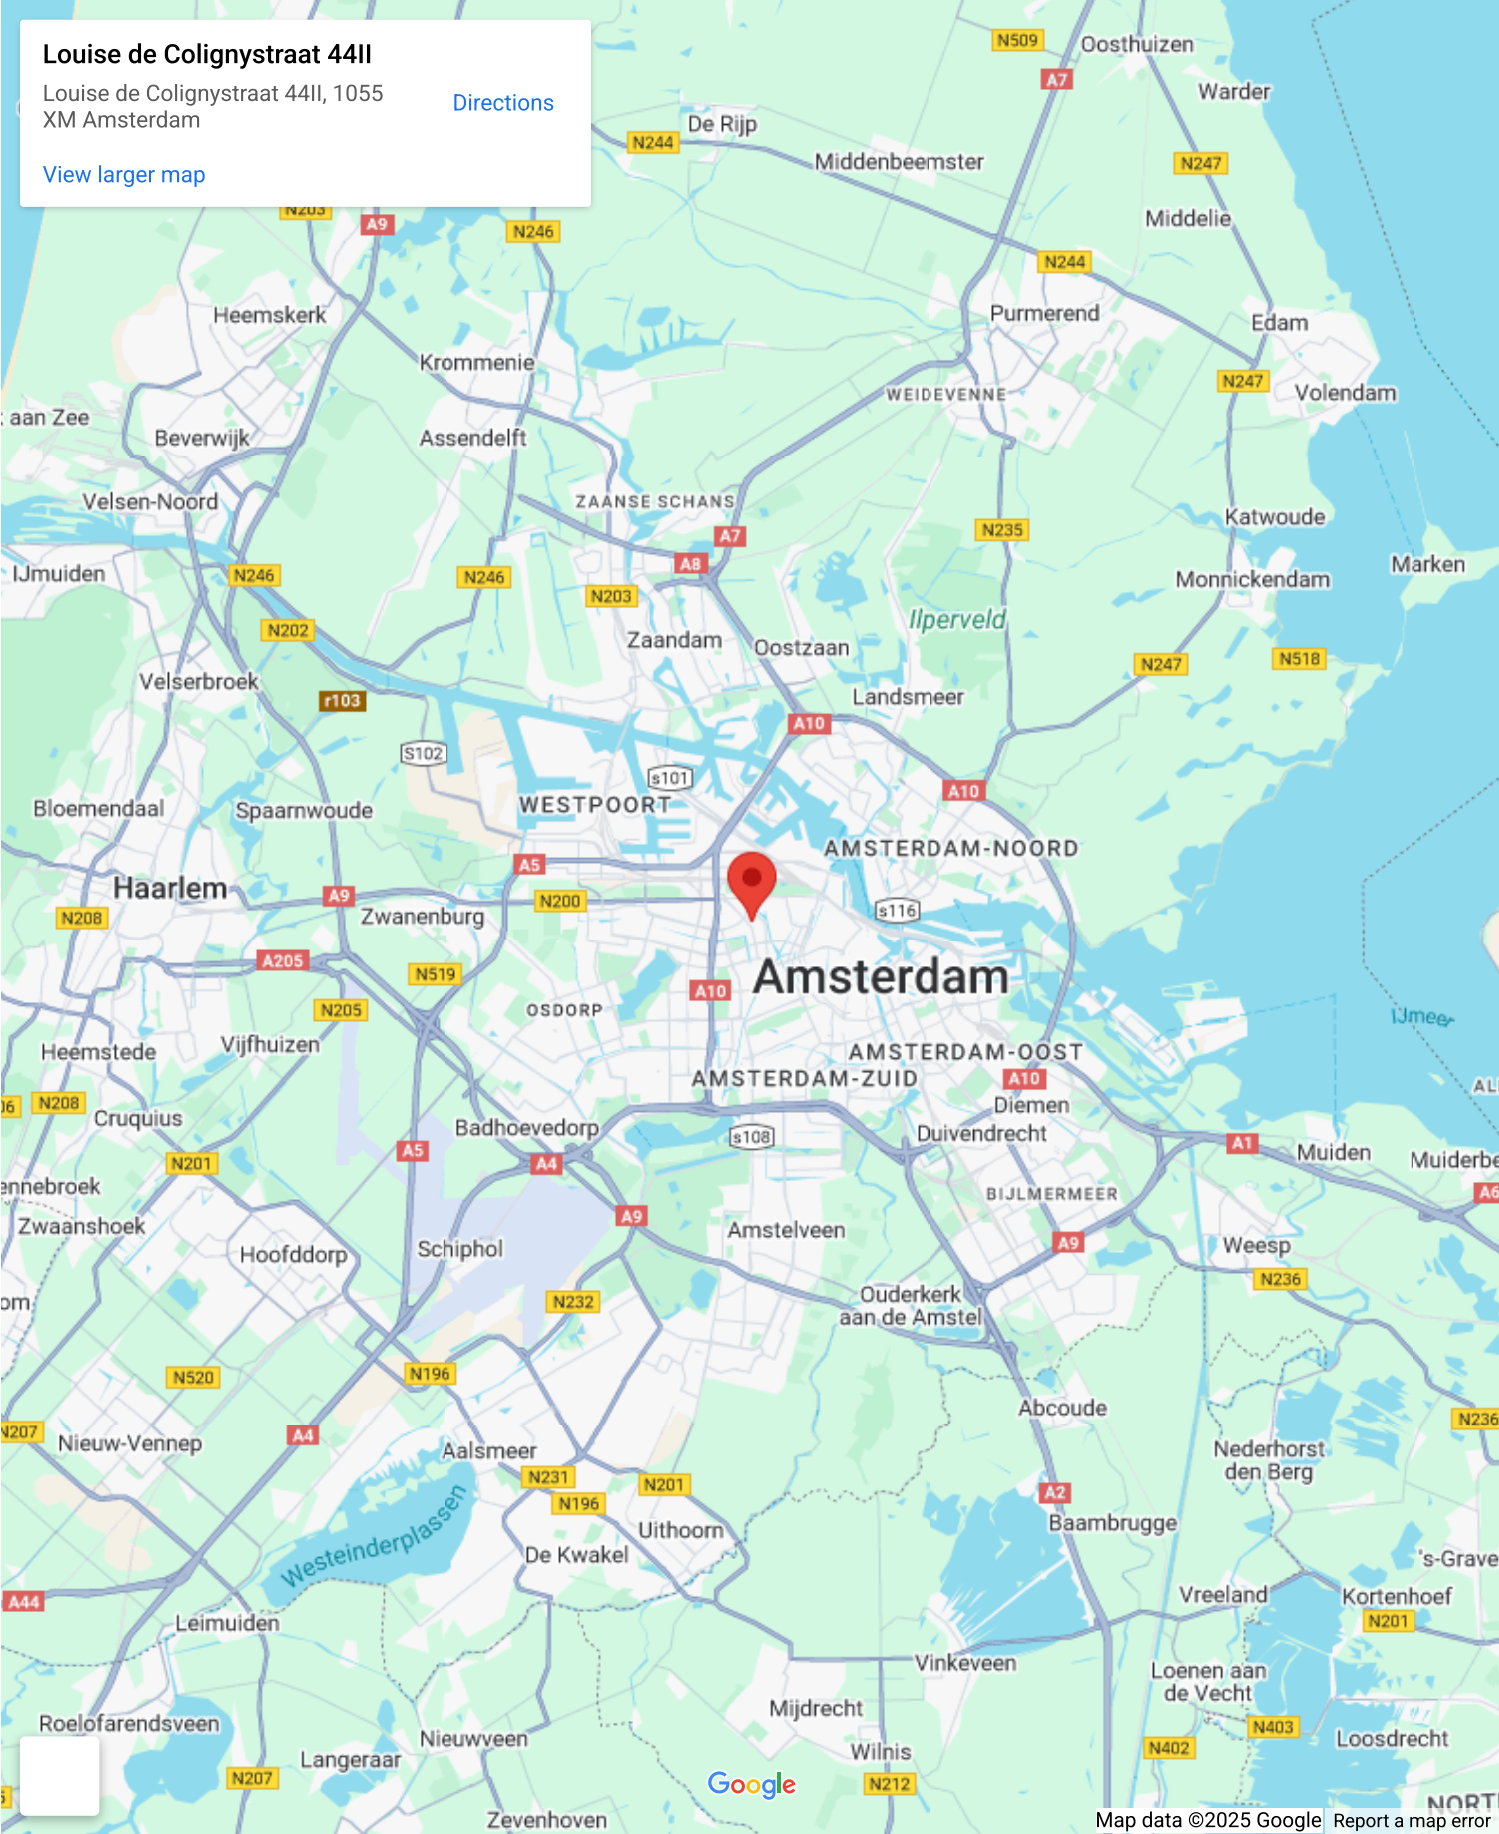 Louise de Colignystraat 44II
Louise de Colignystraat 44II, 1055
XM Amsterdam
Directions
View larger map
N509
Oosthuizen
A7
Warder
De Rijp
N244
Middenbeemster
N247
N203
A9
N246
Middelie
N244
Heemskerk
Purmerend
Edam
Krommenie
N247
WEIDEVENNE
Volendam
aan Zee
Beverwijk
Assendelft
Velsen-Noord
ZAANSE SCHANS
Katwoude
A7
N235
A8
Marken
IJmuiden
N246
N246
Monnickendam
N203
Ilperveld
N202
Zaandam
Oostzaan
N247
N518
Velserbroek
r103
Landsmeer
A10
S102
s101
A10
Bloemendaal
Spaarnwoude
WESTPOORT
AMSTERDAM-NOORD
A5
Haarlem
A9
N200
N208
Zwanenburg
s116
A205
N519
Amsterdam
A10
N205
OSDORP
IJmeer
Vijfhuizen
Heemstede
AMSTERDAM-OOST
AMSTERDAM-ZUID
A10
N208
Cruquius
Diemen
Badhoevedorp
s108
Duivendrecht
A5
A1
Muiden
N201
A4
Muiderbe
ennebroek
BIJLMERMEER
A6
Zwaanshoek
A9
Amstelveen
Hoofddorp
Schiphol
A9
Weesp
N236
Ouderkerk
aan de Amstel
om
N232
N520
N196
Abcoude
N236
N207
A4
Nieuw-Vennep
Aalsmeer
Nederhorst
den Berg
N231
N201
A2
N196
Westeinderplassen
Uithoorn
Baambrugge
De Kwakel
's-Grave
A44
Vreeland
Kortenhoef
Leimuiden
N201
Vinkeveen
Loenen aan
de Vecht
Mijdrecht
Roelofarendsveen
N403
Nieuwveen
Loosdrecht
Langeraar
Wilnis
N402
N207
Google
N212
NORT
Zevenhoven
Map data ©2025 Google
Report a map error